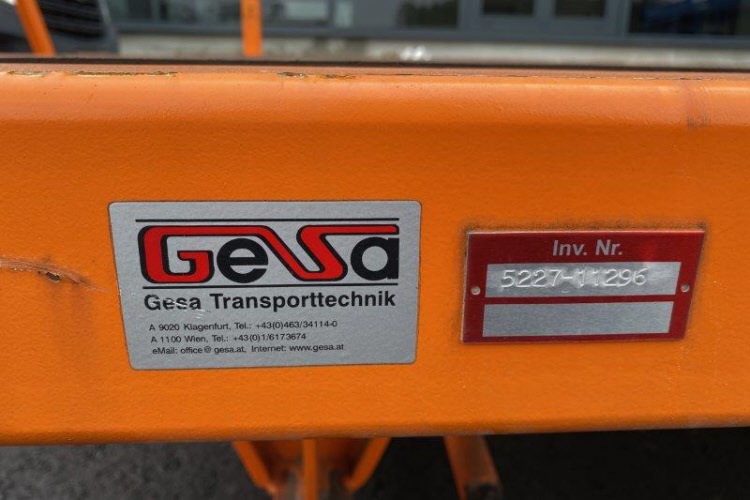 GeSa
Gesa Transporttechnik
A 9020 Klagenfurt, Tel.: +43(0)463/34114-0
A 1100 Wien, Tel.: +43(0)1/6173674
eMail: office@gesa.at, Internet: www.gesa.at
Inv. Nr.
5227-11296